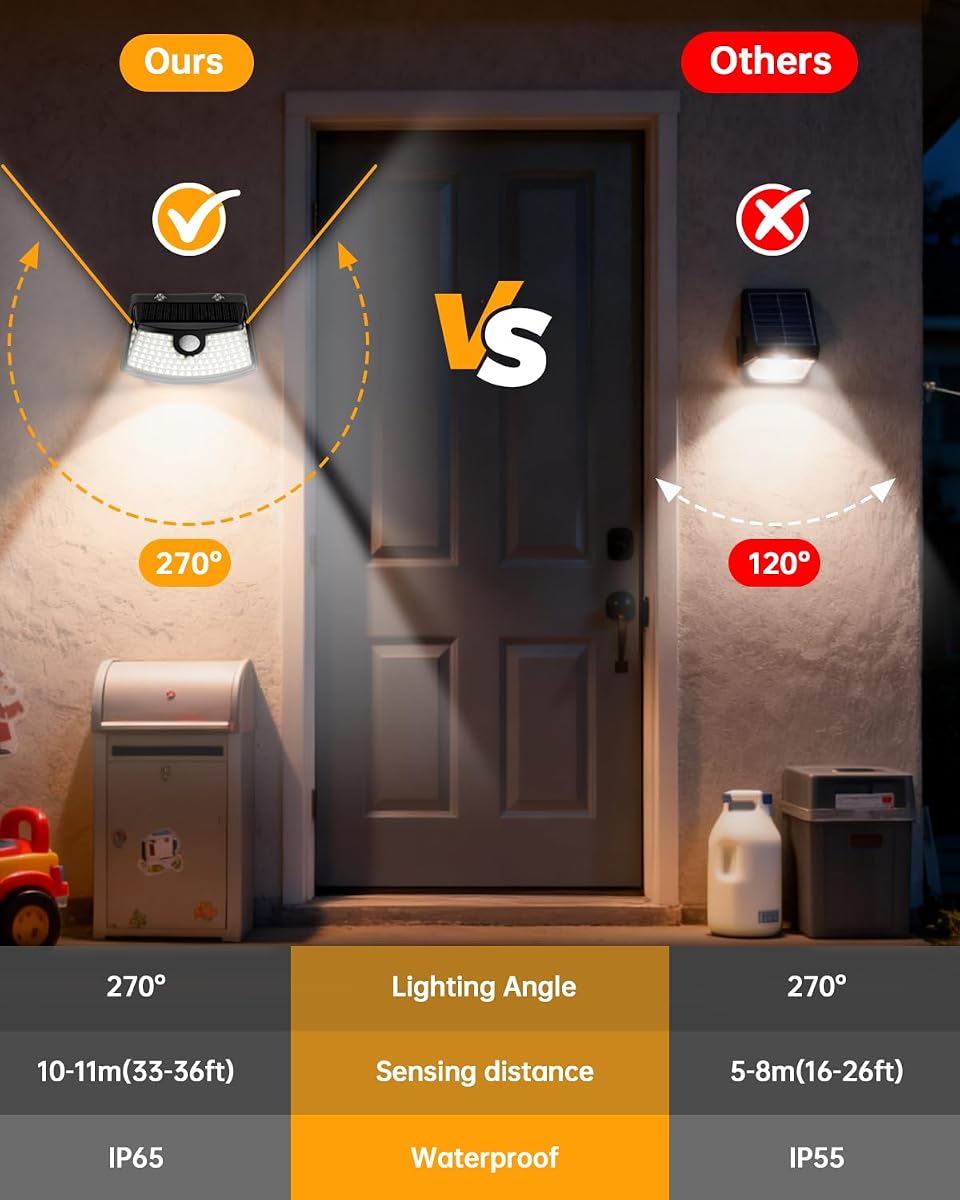 Ours
Others
VS
270°
120°
270° Lighting Angle 270°
10-11m(33-36ft) Sensing distance 5-8m(16-26ft)
IP65 Waterproof IP55